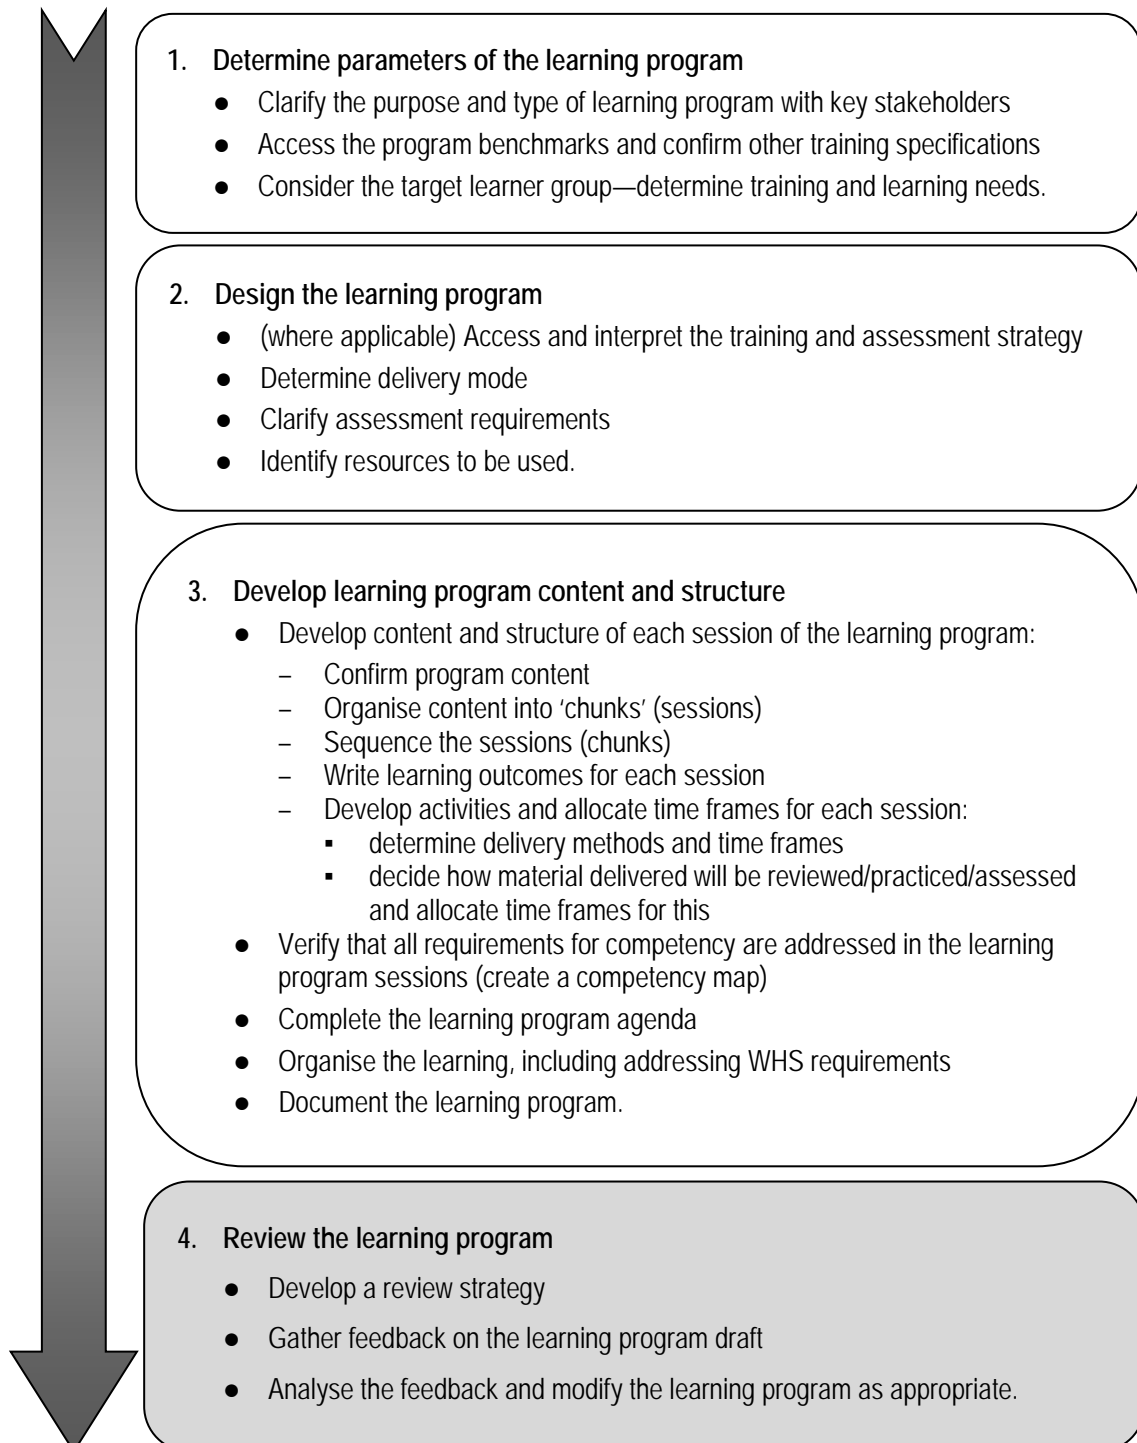 1. Determine parameters of the learning program
● Clarify the purpose and type of learning program with key stakeholders
● Access the program benchmarks and confirm other training specifications
● Consider the target learner group—determine training and learning needs.
2. Design the learning program
● (where applicable) Access and interpret the training and assessment strategy
● Determine delivery mode
● Clarify assessment requirements
● Identify resources to be used.
3. Develop learning program content and structure
● Develop content and structure of each session of the learning program:
– Confirm program content
– Organise content into ‘chunks’ (sessions)
– Sequence the sessions (chunks)
– Write learning outcomes for each session
– Develop activities and allocate time frames for each session:
▪ determine delivery methods and time frames
▪ decide how material delivered will be reviewed/practiced/assessed
and allocate time frames for this
● Verify that all requirements for competency are addressed in the learning
program sessions (create a competency map)
● Complete the learning program agenda
● Organise the learning, including addressing WHS requirements
● Document the learning program.
4. Review the learning program
● Develop a review strategy
● Gather feedback on the learning program draft
● Analyse the feedback and modify the learning program as appropriate.